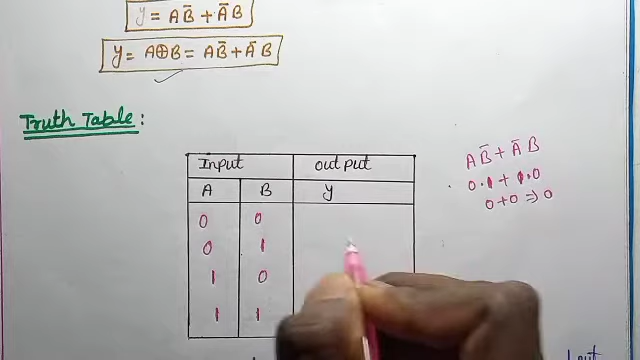 y = AB̄ + ĀB
y = A⊕B = AB̄ + ĀB
Truth Table:
Input output
A B y
0 0
0 1
1 0
1 1
AB̄ + ĀB
0.1 + 1.0
0+0 ⇒ 0